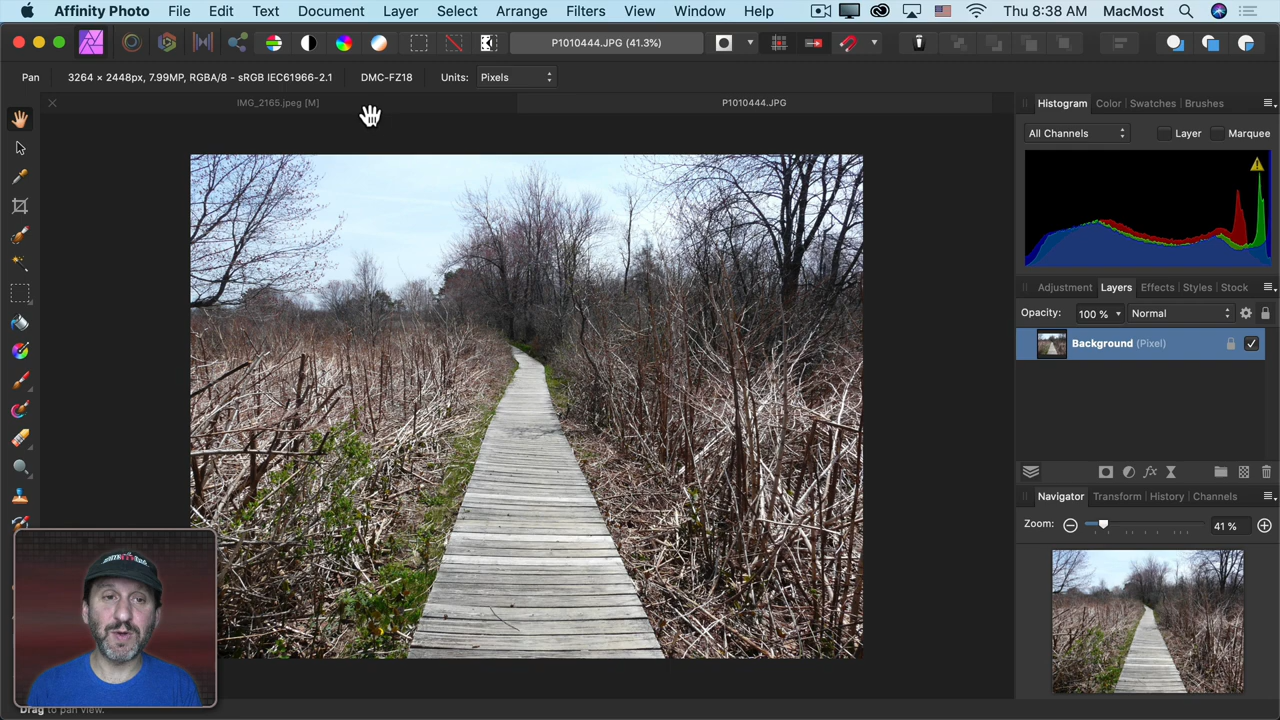 Affinity Photo File Edit Text Document Layer Select Arrange Filters View Window Help Thu 8:38 AM MacMost
P1010444.JPG (41.3%)
Pan 3264 × 2448px, 7.99MP, RGBA/8 - sRGB IEC61966-2.1 DMC-FZ18 Units: Pixels
IMG_2165.jpeg [M] P1010444.JPG
Histogram Color Swatches Brushes
All Channels Layer Marquee
Adjustment Layers Effects Styles Stock
Opacity: 100 % Normal
Background (Pixel)
Navigator Transform History Channels
Zoom: 41 %
Drag to pan view.